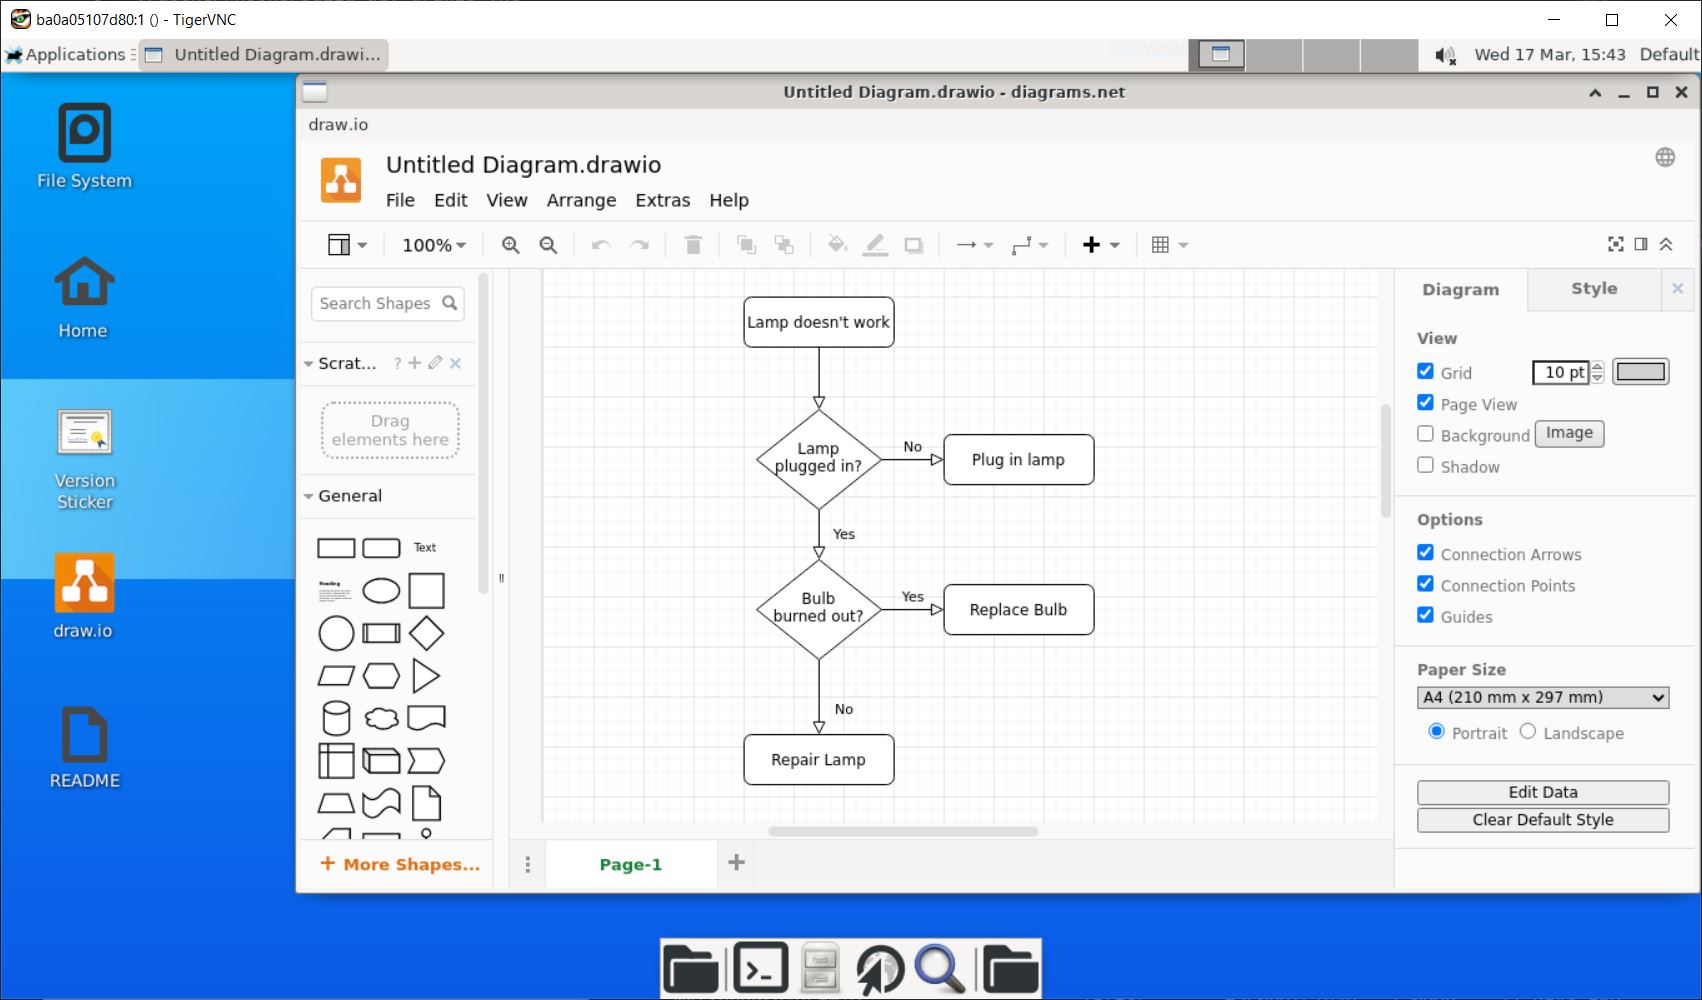 ba0a05107d80:1 () - TigerVNC
Applications
Untitled Diagram.drawi...
Wed 17 Mar, 15:43
Default
File System
Home
Version
Sticker
draw.io
README
Untitled Diagram.drawio - diagrams.net
draw.io
Untitled Diagram.drawio
File Edit View Arrange Extras Help
100%
Search Shapes
Scrat... ?
Drag
elements here
General
Text
Heading
+ More Shapes...
Lamp doesn't work
Lamp
plugged in?
No
Plug in lamp
Yes
Bulb
burned out?
Yes
Replace Bulb
No
Repair Lamp
Page-1
Diagram
Style
View
Grid
10 pt
Page View
Background
Image
Shadow
Options
Connection Arrows
Connection Points
Guides
Paper Size
A4 (210 mm x 297 mm)
Portrait
Landscape
Edit Data
Clear Default Style